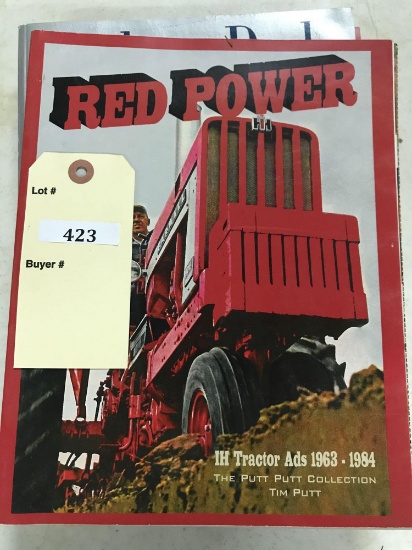 RED POWER
IH
Lot #
423
Buyer #
IH Tractor Ads 1963 - 1984
THE PUTT PUTT COLLECTION
TIM PUTT